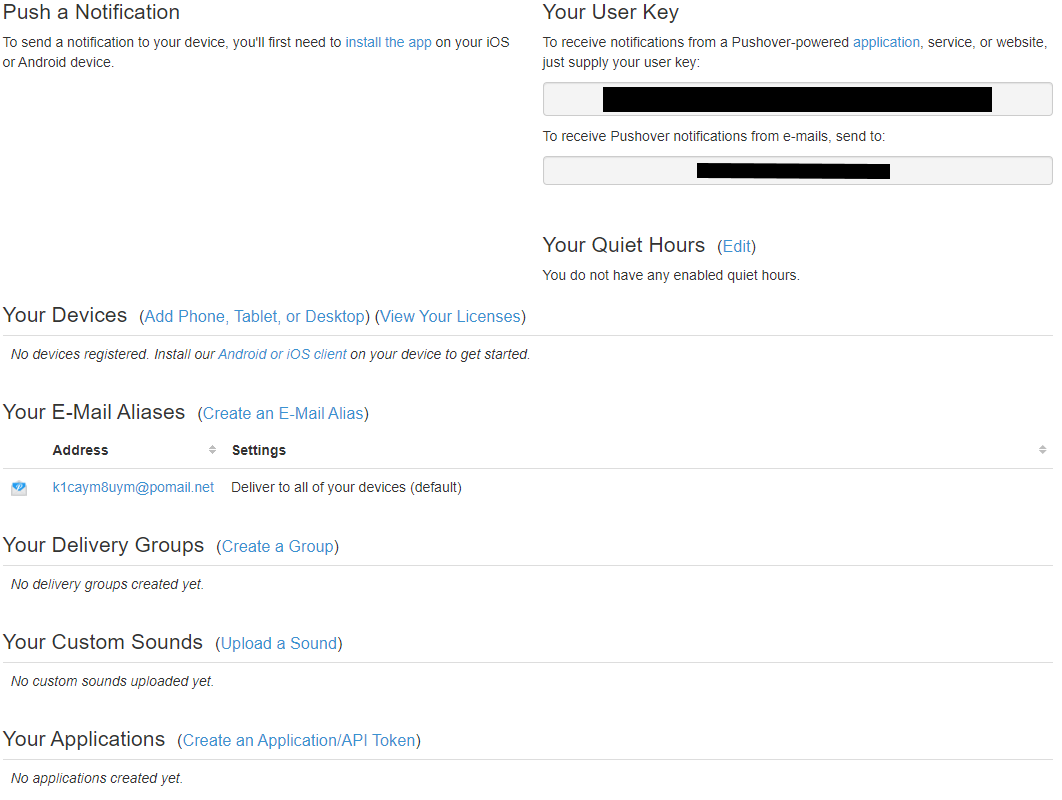 Push a Notification
To send a notification to your device, you'll first need to install the app on your iOS
or Android device.
Your User Key
To receive notifications from a Pushover-powered application, service, or website,
just supply your user key:
To receive Pushover notifications from e-mails, send to:
Your Quiet Hours (Edit)
You do not have any enabled quiet hours.
Your Devices (Add Phone, Tablet, or Desktop) (View Your Licenses)
No devices registered. Install our Android or iOS client on your device to get started.
Your E-Mail Aliases (Create an E-Mail Alias)
Address Settings
k1caym8uym@pomail.net Deliver to all of your devices (default)
Your Delivery Groups (Create a Group)
No delivery groups created yet.
Your Custom Sounds (Upload a Sound)
No custom sounds uploaded yet.
Your Applications (Create an Application/API Token)
No applications created yet.